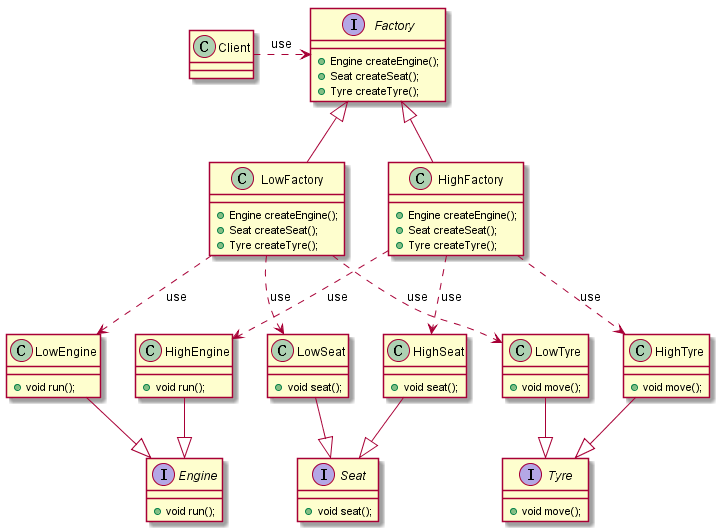 I Factory
Engine createEngine();
Seat createSeat();
Tyre createTyre();
C Client
use
C LowFactory
Engine createEngine();
Seat createSeat();
Tyre createTyre();
C HighFactory
Engine createEngine();
Seat createSeat();
Tyre createTyre();
use
use
use
use
use
C LowEngine
void run();
C HighEngine
void run();
C LowSeat
void seat();
C HighSeat
void seat();
C LowTyre
void move();
C HighTyre
void move();
I Engine
void run();
I Seat
void seat();
I Tyre
void move();